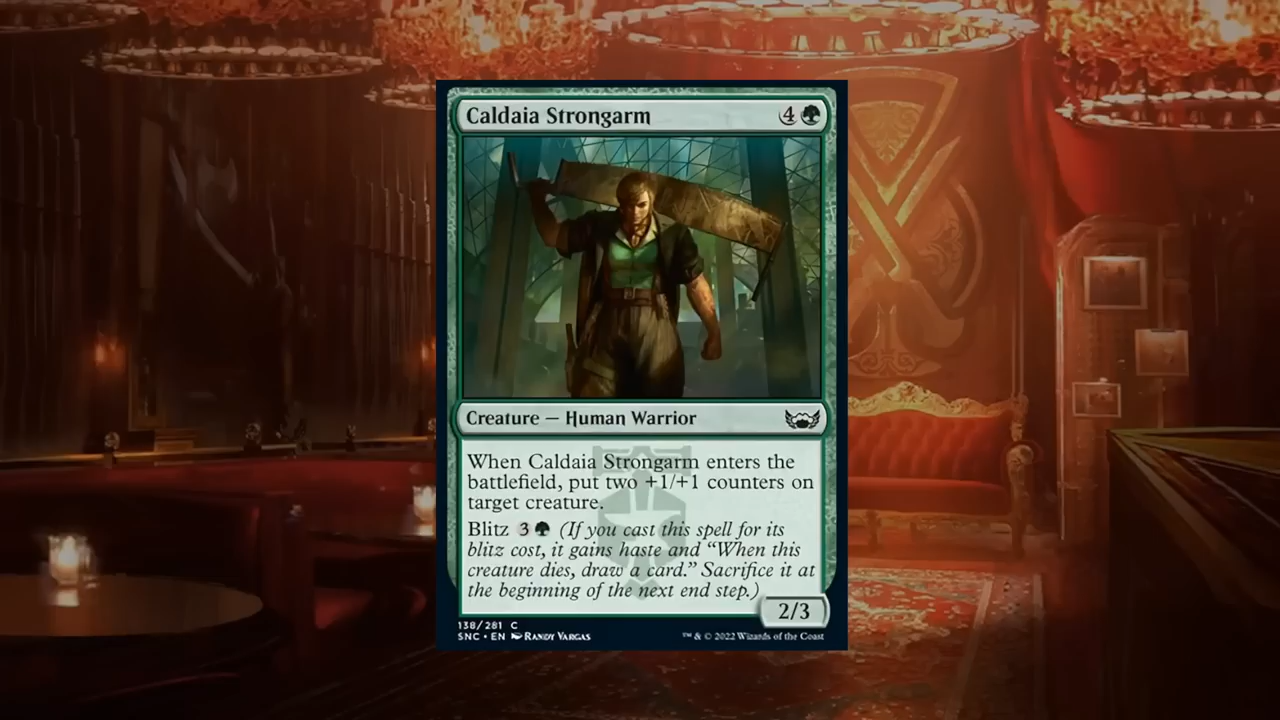 Caldaia Strongarm 4
Creature — Human Warrior
When Caldaia Strongarm enters the
battlefield, put two +1/+1 counters on
target creature.
Blitz 3 (If you cast this spell for its
blitz cost, it gains haste and “When this
creature dies, draw a card.” Sacrifice it at
the beginning of the next end step.)
2/3
138/281 C
SNC • EN Randy Vargas
™ & © 2022 Wizards of the Coast